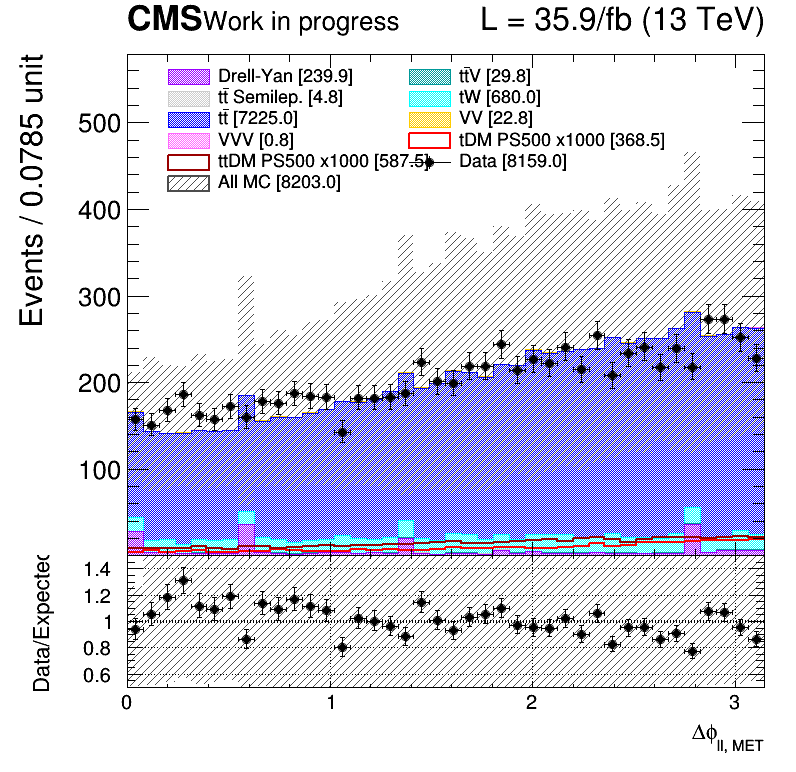 CMS Work in progress L = 35.9/fb (13 TeV)
Events / 0.0785 unit
Drell-Yan [239.9] tt̄V [29.8]
tt̄ Semilep. [4.8] tW [680.0]
tt̄ [7225.0] VV [22.8]
VVV [0.8] tDM PS500 x1000 [368.5]
ttDM PS500 x1000 [587.5] Data [8159.0]
All MC [8203.0]
500
400
300
200
100
Data/Expected
1.4
1.2
1
0.8
0.6
0 1 2 3
Δϕll, MET